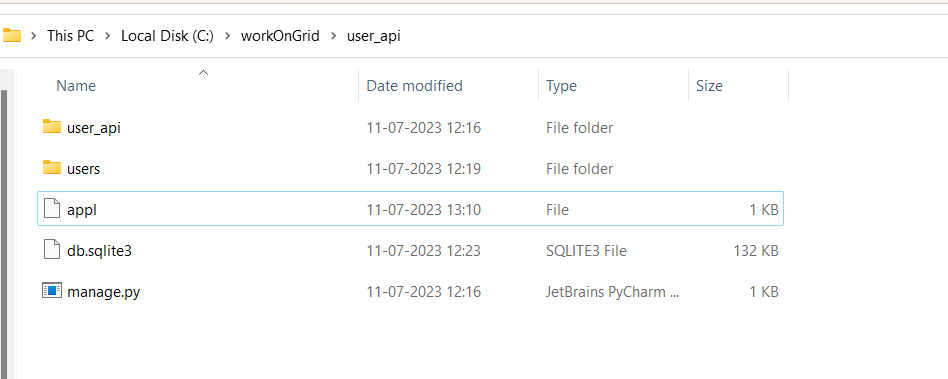 This PC > Local Disk (C:) > workOnGrid > user_api
Name Date modified Type Size
user_api 11-07-2023 12:16 File folder
users 11-07-2023 12:19 File folder
appl 11-07-2023 13:10 File 1 KB
db.sqlite3 11-07-2023 12:23 SQLITE3 File 132 KB
manage.py 11-07-2023 12:16 JetBrains PyCharm ... 1 KB